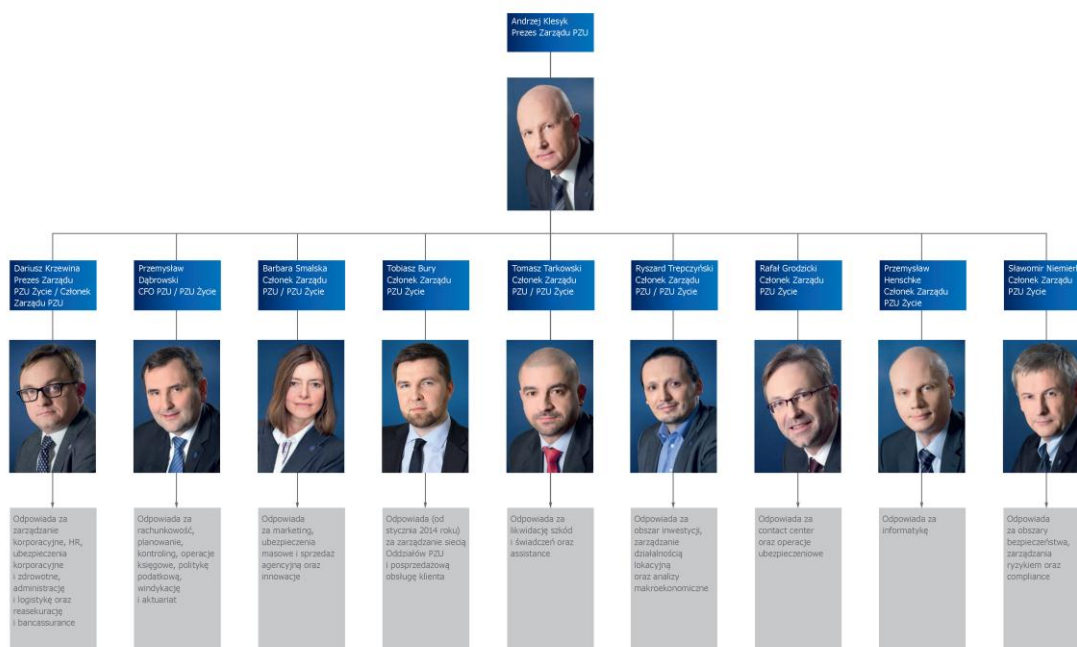 Andrzej Klesyk
Prezes Zarządu PZU
Dariusz Krzewina
Prezes Zarządu
PZU Życie / Członek
Zarządu PZU
Przemysław
Dąbrowski
CFO PZU / PZU Życie
Barbara Smalska
Członek Zarządu
PZU / PZU Życie
Tobiasz Bury
Członek Zarządu
PZU Życie
Tomasz Tarkowski
Członek Zarządu
PZU / PZU Życie
Ryszard Trepczyński
Członek Zarządu
PZU / PZU Życie
Rafał Grodzicki
Członek Zarządu
PZU Życie
Przemysław
Henschke
Członek Zarządu
PZU Życie
Sławomir Niemier
Członek Zarządu
PZU Życie
Odpowiada za
zarządzanie
korporacyjne, HR,
ubezpieczenia
korporacyjne
i zdrowotne,
administrację
i logistykę oraz
reasekurację
i bancassurance
Odpowiada za
rachunkowość,
planowanie,
kontroling, operacje
księgowe, politykę
podatkową,
windykację
i aktuariat
Odpowiada
za marketing,
ubezpieczenia
masowe i sprzedaż
agencyjną oraz
innowacje
Odpowiada (od
stycznia 2014 roku)
za zarządzanie siecią
Oddziałów PZU
i posprzedażową
obsługę klienta
Odpowiada za
likwidację szkód
i świadczeń oraz
assistance
Odpowiada za
obszar inwestycji,
zarządzanie
działalnością
lokacyjną
oraz analizy
makroekonomiczne
Odpowiada za
contact center
oraz operacje
ubezpieczeniowe
Odpowiada za
informatykę
Odpowiada
za obszary
bezpieczeństwa,
zarządzania
ryzykiem oraz
compliance